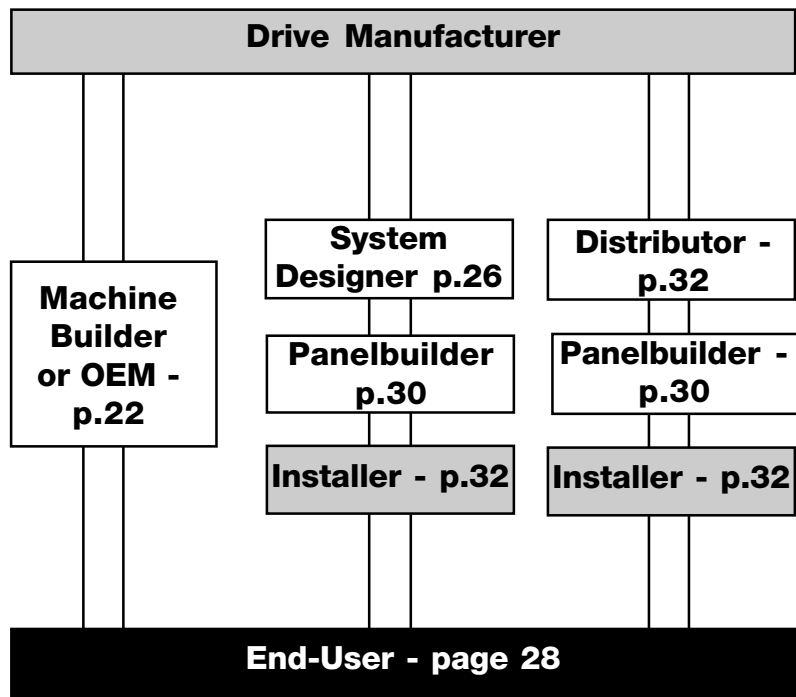 Drive Manufacturer
Machine
Builder
or OEM -
p.22
System
Designer p.26
Panelbuilder
p.30
Installer - p.32
Distributor -
p.32
Panelbuilder -
p.30
Installer - p.32
End-User - page 28